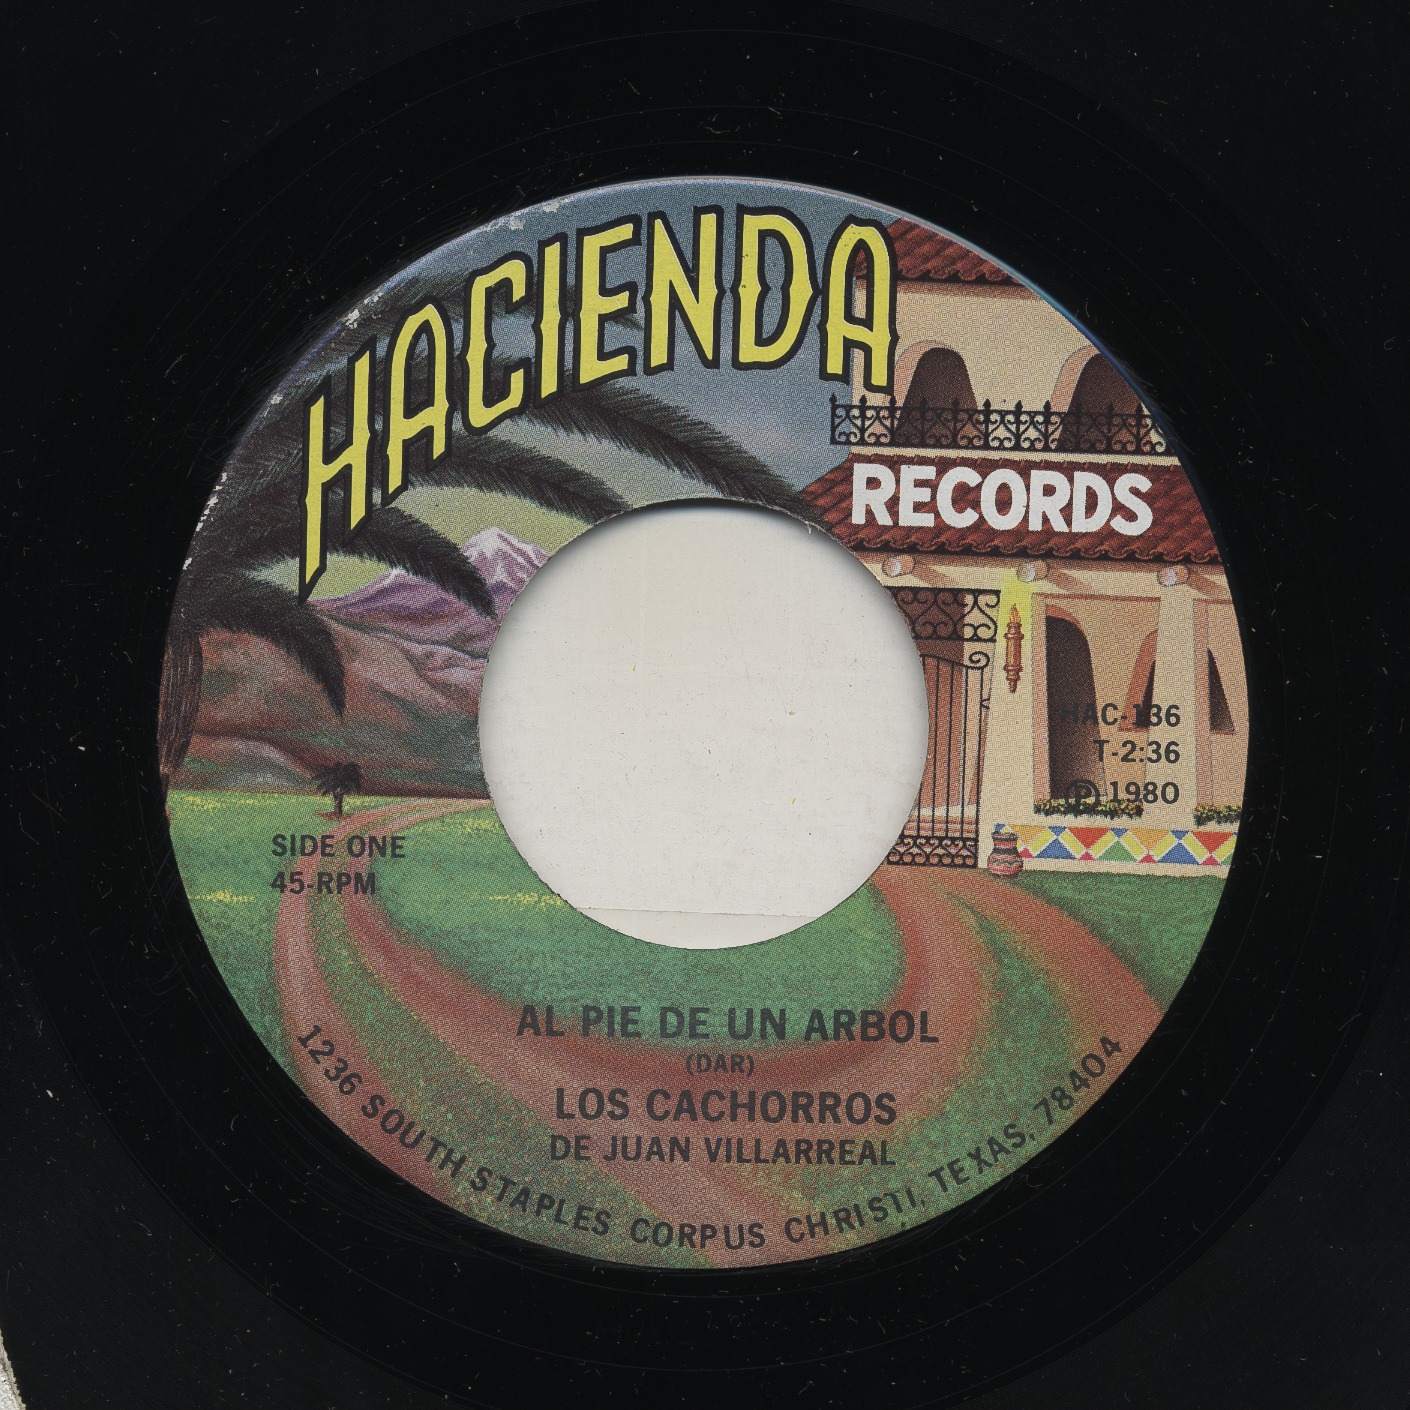 HACIENDA
RECORDS
HAC-136
T-2:36
Ⓟ 1980
SIDE ONE
45-RPM
AL PIE DE UN ARBOL
(DAR)
LOS CACHORROS
DE JUAN VILLARREAL
1236 SOUTH STAPLES CORPUS CHRISTI, TEXAS, 78404